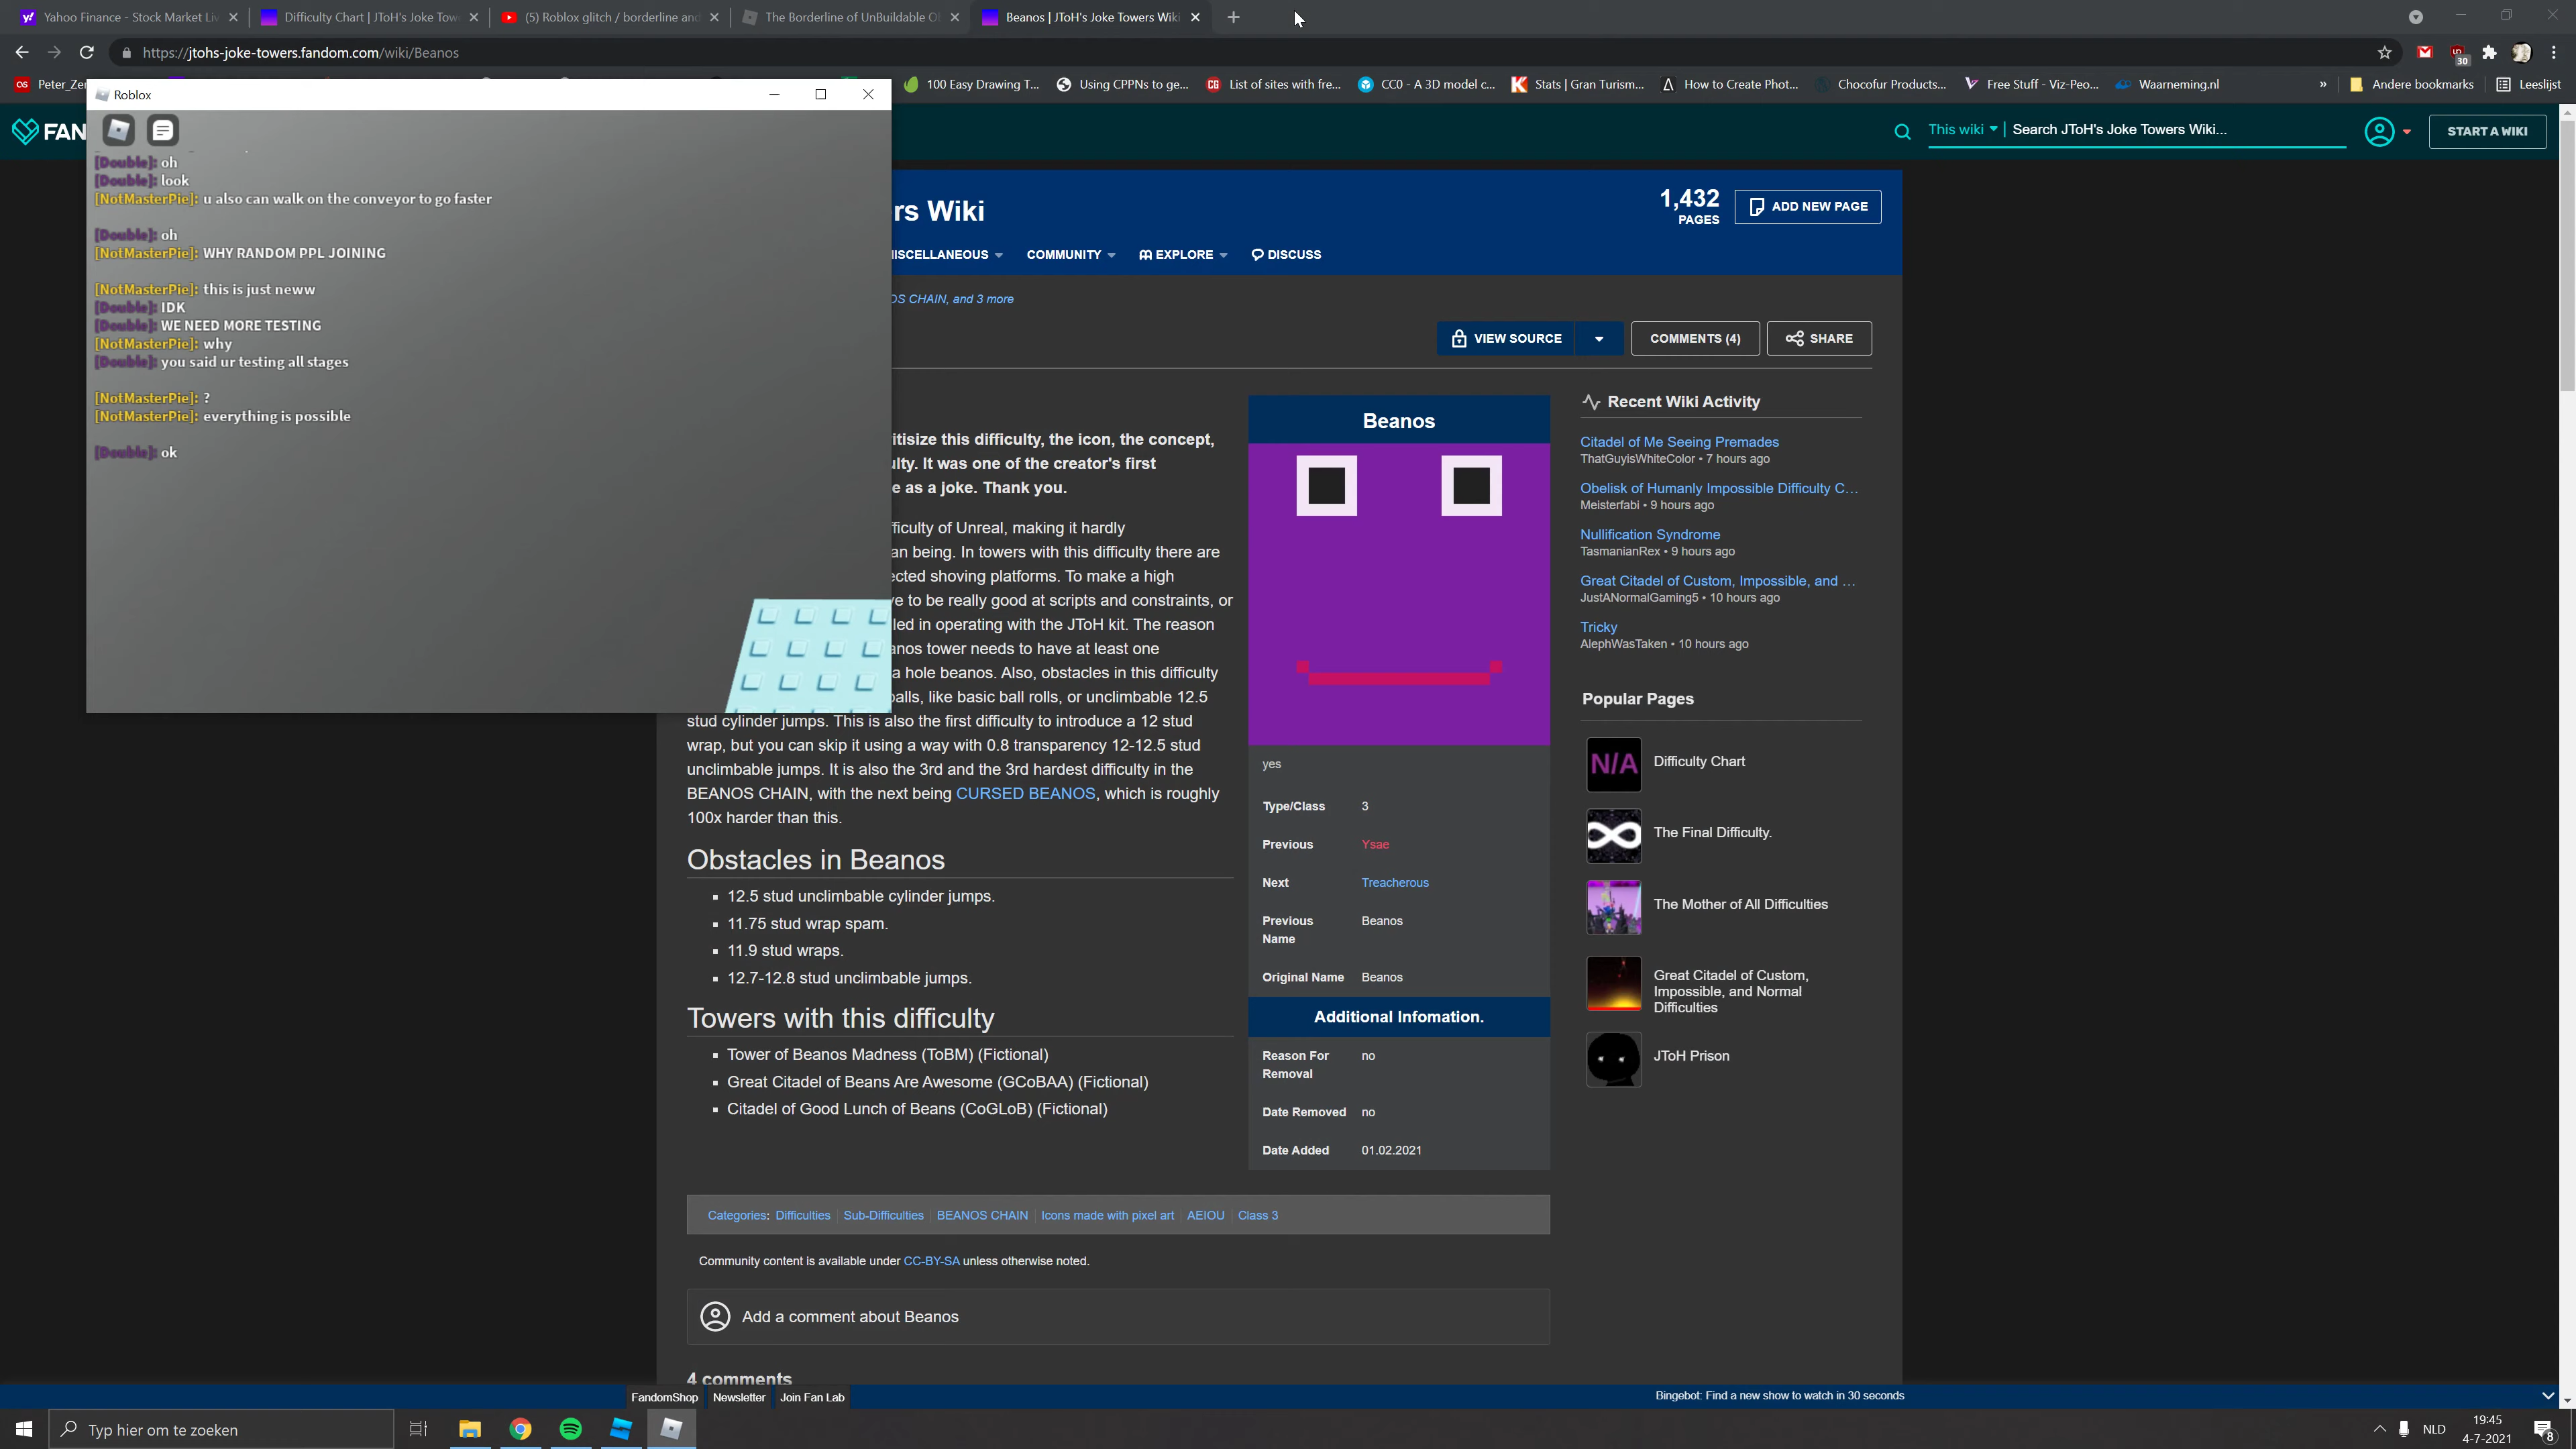 Yahoo Finance - Stock Market Liv
Difficulty Chart | JToH's Joke Tow
(5) Roblox glitch / borderline and
The Borderline of UnBuildable O
Beanos | JToH's Joke Towers Wiki
https://jtohs-joke-towers.fandom.com/wiki/Beanos
30
Peter_Ze
100 Easy Drawing T...
Using CPPNs to ge...
List of sites with fre...
CC0 - A 3D model c...
Stats | Gran Turism...
How to Create Phot...
Chocofur Products...
Free Stuff - Viz-Peo...
Waarneming.nl
»
Andere bookmarks
Leeslijst
Roblox
FAN
This wiki
Search JToH's Joke Towers Wiki...
START A WIKI
[Double]: oh
[Double]: look
[NotMasterPie]: u also can walk on the conveyor to go faster
[Double]: oh
[NotMasterPie]: WHY RANDOM PPL JOINING
[NotMasterPie]: this is just neww
[Double]: IDK
[Double]: WE NEED MORE TESTING
[NotMasterPie]: why
[Double]: you said ur testing all stages
[NotMasterPie]: ?
[NotMasterPie]: everything is possible
[Double]: ok
rs Wiki
1,432
PAGES
ADD NEW PAGE
ISCELLANEOUS
COMMUNITY
EXPLORE
DISCUSS
OS CHAIN, and 3 more
VIEW SOURCE
COMMENTS (4)
SHARE
itisize this difficulty, the icon, the concept,
ulty. It was one of the creator's first
e as a joke. Thank you.
fficulty of Unreal, making it hardly
an being. In towers with this difficulty there are
ected shoving platforms. To make a high
ve to be really good at scripts and constraints, or
led in operating with the JToH kit. The reason
anos tower needs to have at least one
a hole beanos. Also, obstacles in this difficulty
balls, like basic ball rolls, or unclimbable 12.5
stud cylinder jumps. This is also the first difficulty to introduce a 12 stud
wrap, but you can skip it using a way with 0.8 transparency 12-12.5 stud
unclimbable jumps. It is also the 3rd and the 3rd hardest difficulty in the
BEANOS CHAIN, with the next being CURSED BEANOS, which is roughly
100x harder than this.
Obstacles in Beanos
12.5 stud unclimbable cylinder jumps.
11.75 stud wrap spam.
11.9 stud wraps.
12.7-12.8 stud unclimbable jumps.
Towers with this difficulty
Tower of Beanos Madness (ToBM) (Fictional)
Great Citadel of Beans Are Awesome (GCoBAA) (Fictional)
Citadel of Good Lunch of Beans (CoGLoB) (Fictional)
Beanos
yes
Type/Class 3
Previous Ysae
Next Treacherous
Previous Name Beanos
Original Name Beanos
Additional Infomation.
Reason For Removal no
Date Removed no
Date Added 01.02.2021
Recent Wiki Activity
Citadel of Me Seeing Premades
ThatGuyisWhiteColor • 7 hours ago
Obelisk of Humanly Impossible Difficulty C...
Meisterfabi • 9 hours ago
Nullification Syndrome
TasmanianRex • 9 hours ago
Great Citadel of Custom, Impossible, and ...
JustANormalGaming5 • 10 hours ago
Tricky
AlephWasTaken • 10 hours ago
Popular Pages
N/A
Difficulty Chart
The Final Difficulty.
The Mother of All Difficulties
Great Citadel of Custom,
Impossible, and Normal
Difficulties
JToH Prison
Categories: Difficulties Sub-Difficulties BEANOS CHAIN Icons made with pixel art AEIOU Class 3
Community content is available under CC-BY-SA unless otherwise noted.
Add a comment about Beanos
4 comments
FandomShop
Newsletter
Join Fan Lab
Bingebot: Find a new show to watch in 30 seconds
Typ hier om te zoeken
NLD
19:45
4-7-2021
8